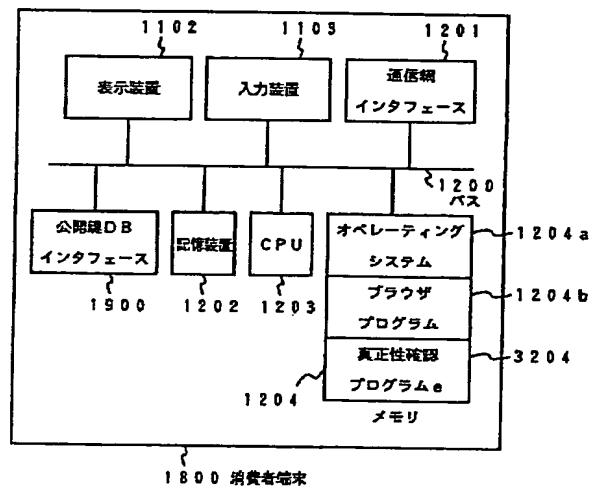 1102
1103
1201
表示装置
入力装置
通信網
インタフェース
1200
バス
公開鍵DB
インタフェース
記憶装置
CPU
オペレーティング
システム
1204a
ブラウザ
プログラム
1204b
真正性確認
プログラムe
3204
1900
1202
1203
1204
メモリ
1800 消費者端末